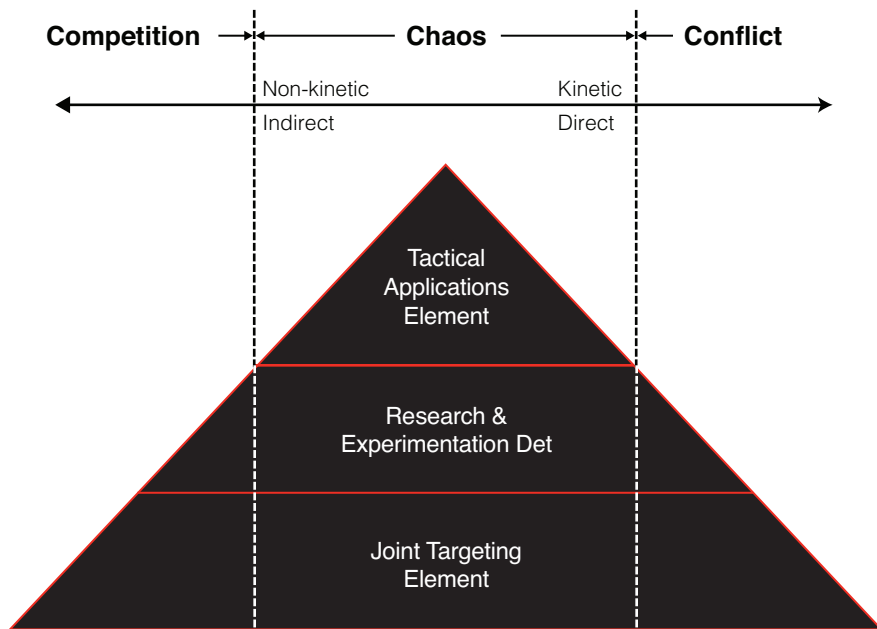 Competition Chaos Conflict
Non-kinetic Kinetic
Indirect Direct
Tactical
Applications
Element
Research &
Experimentation Det
Joint Targeting
Element